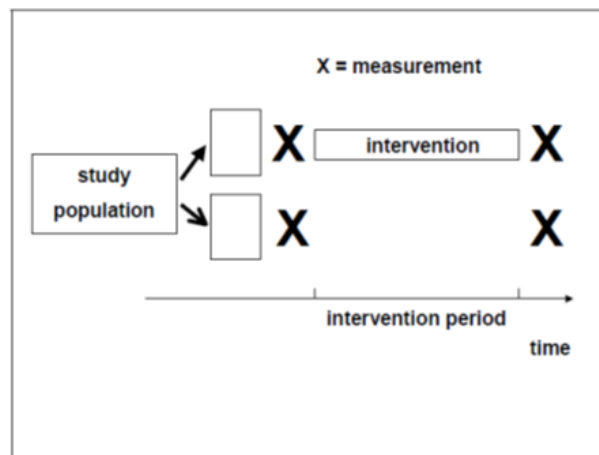 X = measurement
X intervention X
study
population
X X
intervention period
time